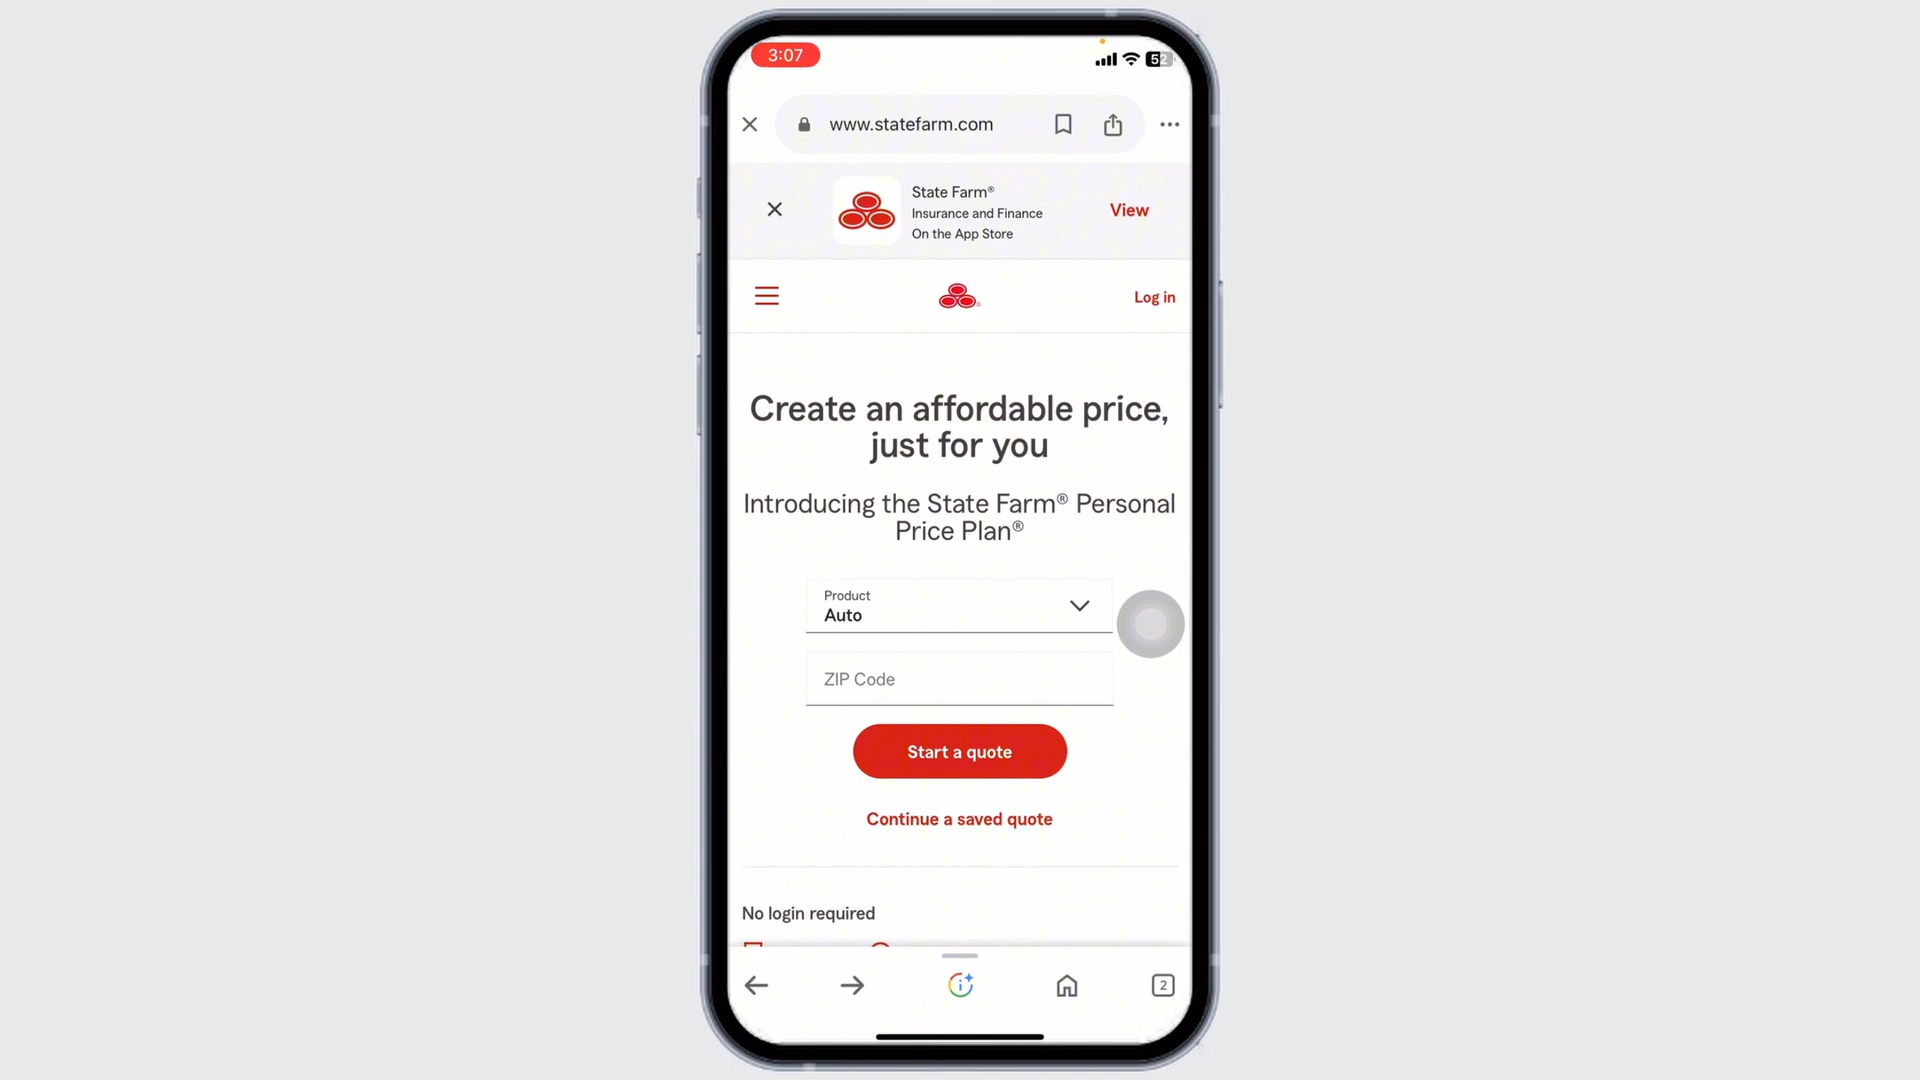 3:07
52
www.statefarm.com
State Farm®
Insurance and Finance
On the App Store
View
Log in
Create an affordable price,
just for you
Introducing the State Farm® Personal
Price Plan®
Product
Auto
ZIP Code
Start a quote
Continue a saved quote
No login required
2